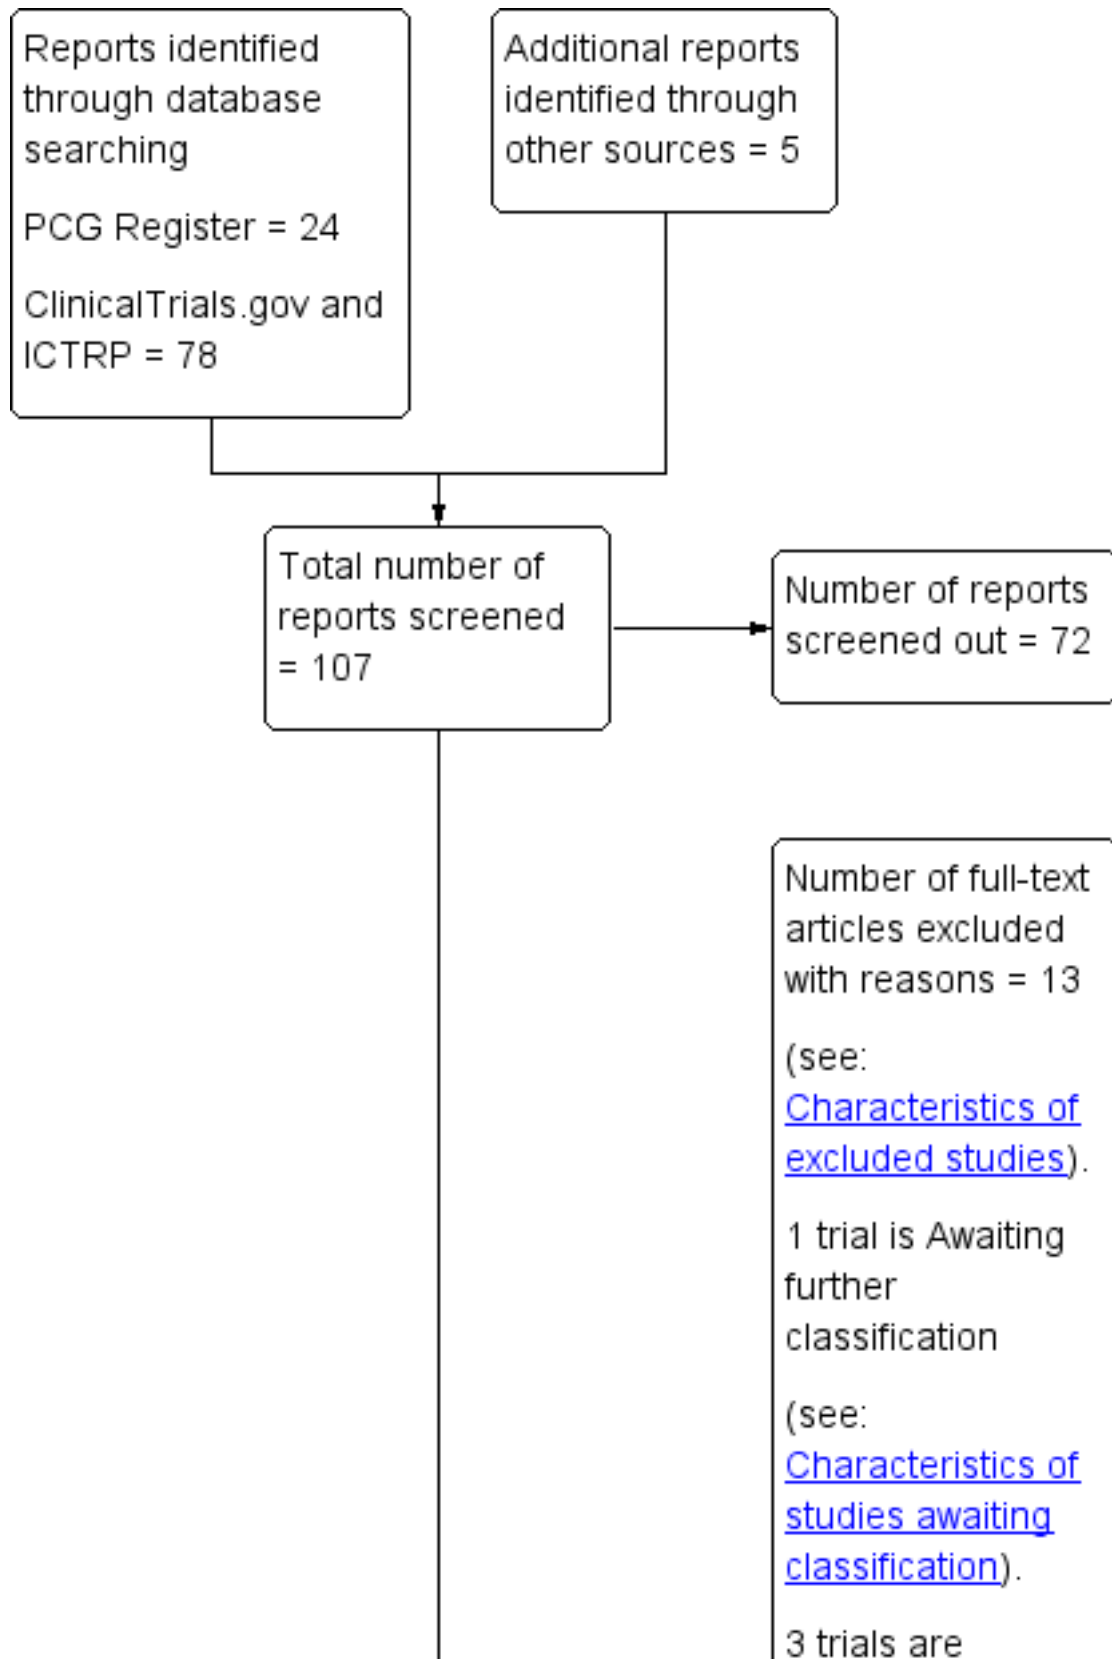 Reports identified
through database
searching
PCG Register = 24
ClinicalTrials.gov and
ICTRP = 78
Additional reports
identified through
other sources = 5
Total number of
reports screened
= 107
Number of reports
screened out = 72
Number of full-text
articles excluded
with reasons = 13
(see:
Characteristics of
excluded studies).
1 trial is Awaiting
further
classification
(see:
Characteristics of
studies awaiting
classification).
3 trials are